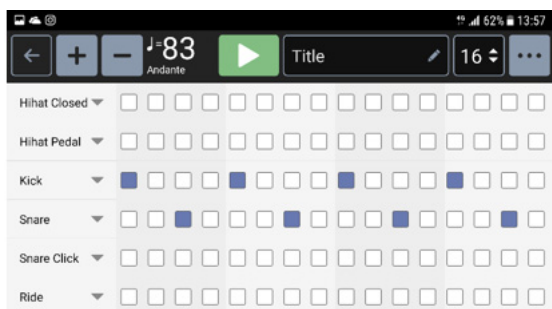 62% 13:57
♩=83
Andante
Title
16
Hihat Closed
Hihat Pedal
Kick
Snare
Snare Click
Ride